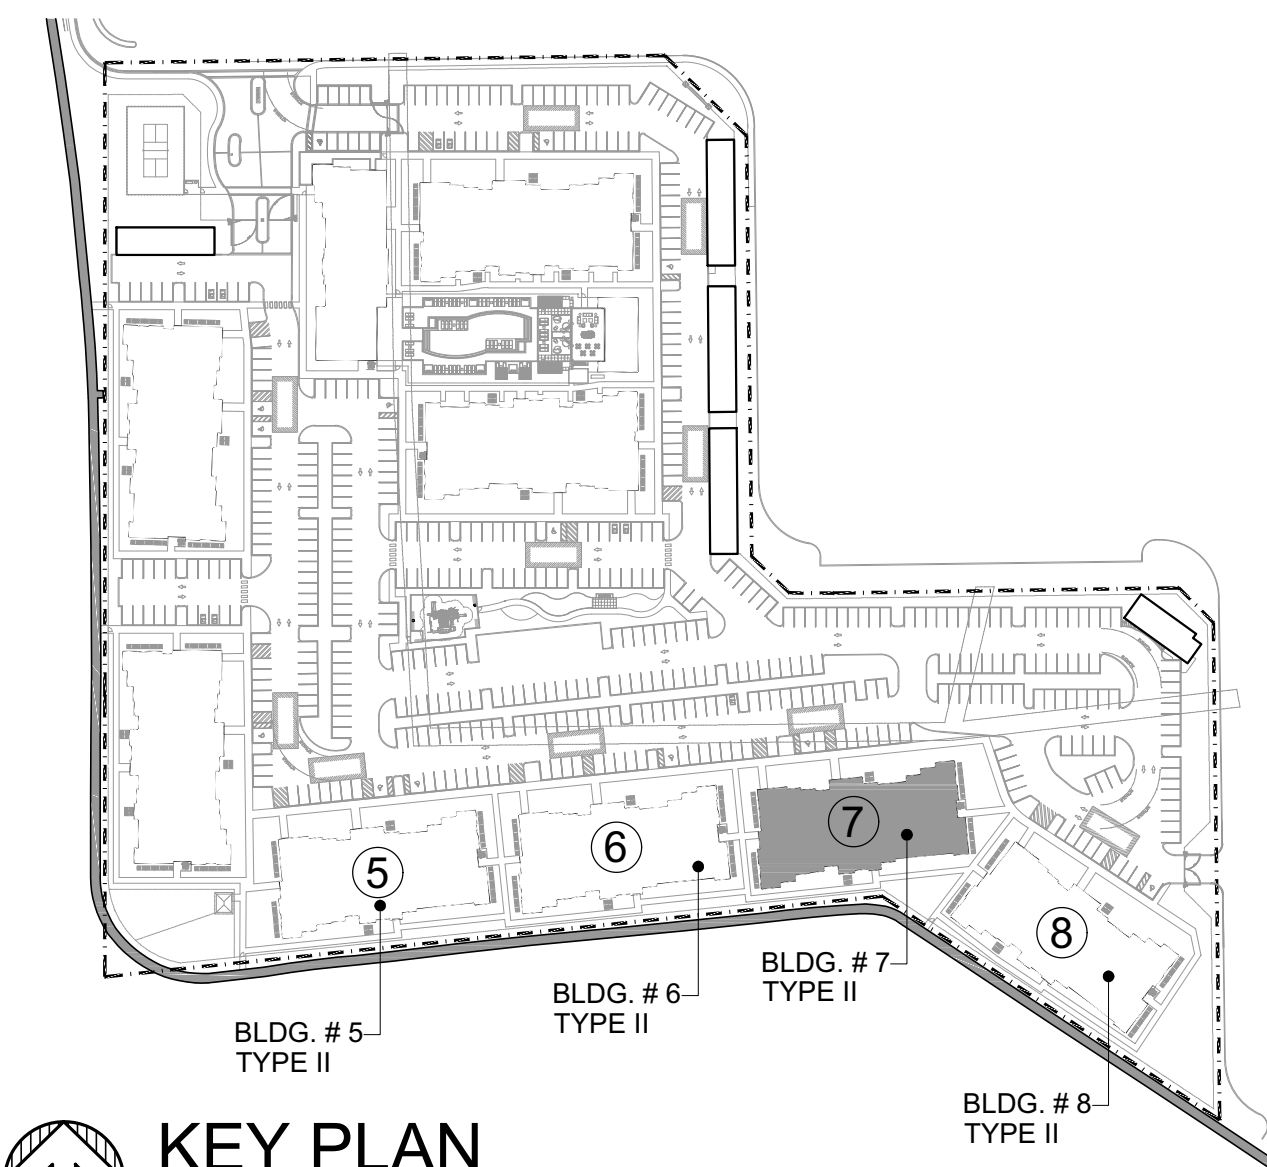 7
6
5
8
BLDG. # 7
TYPE II
BLDG. # 6
TYPE II
BLDG. # 5
TYPE II
BLDG. # 8
TYPE II
KEY PLAN